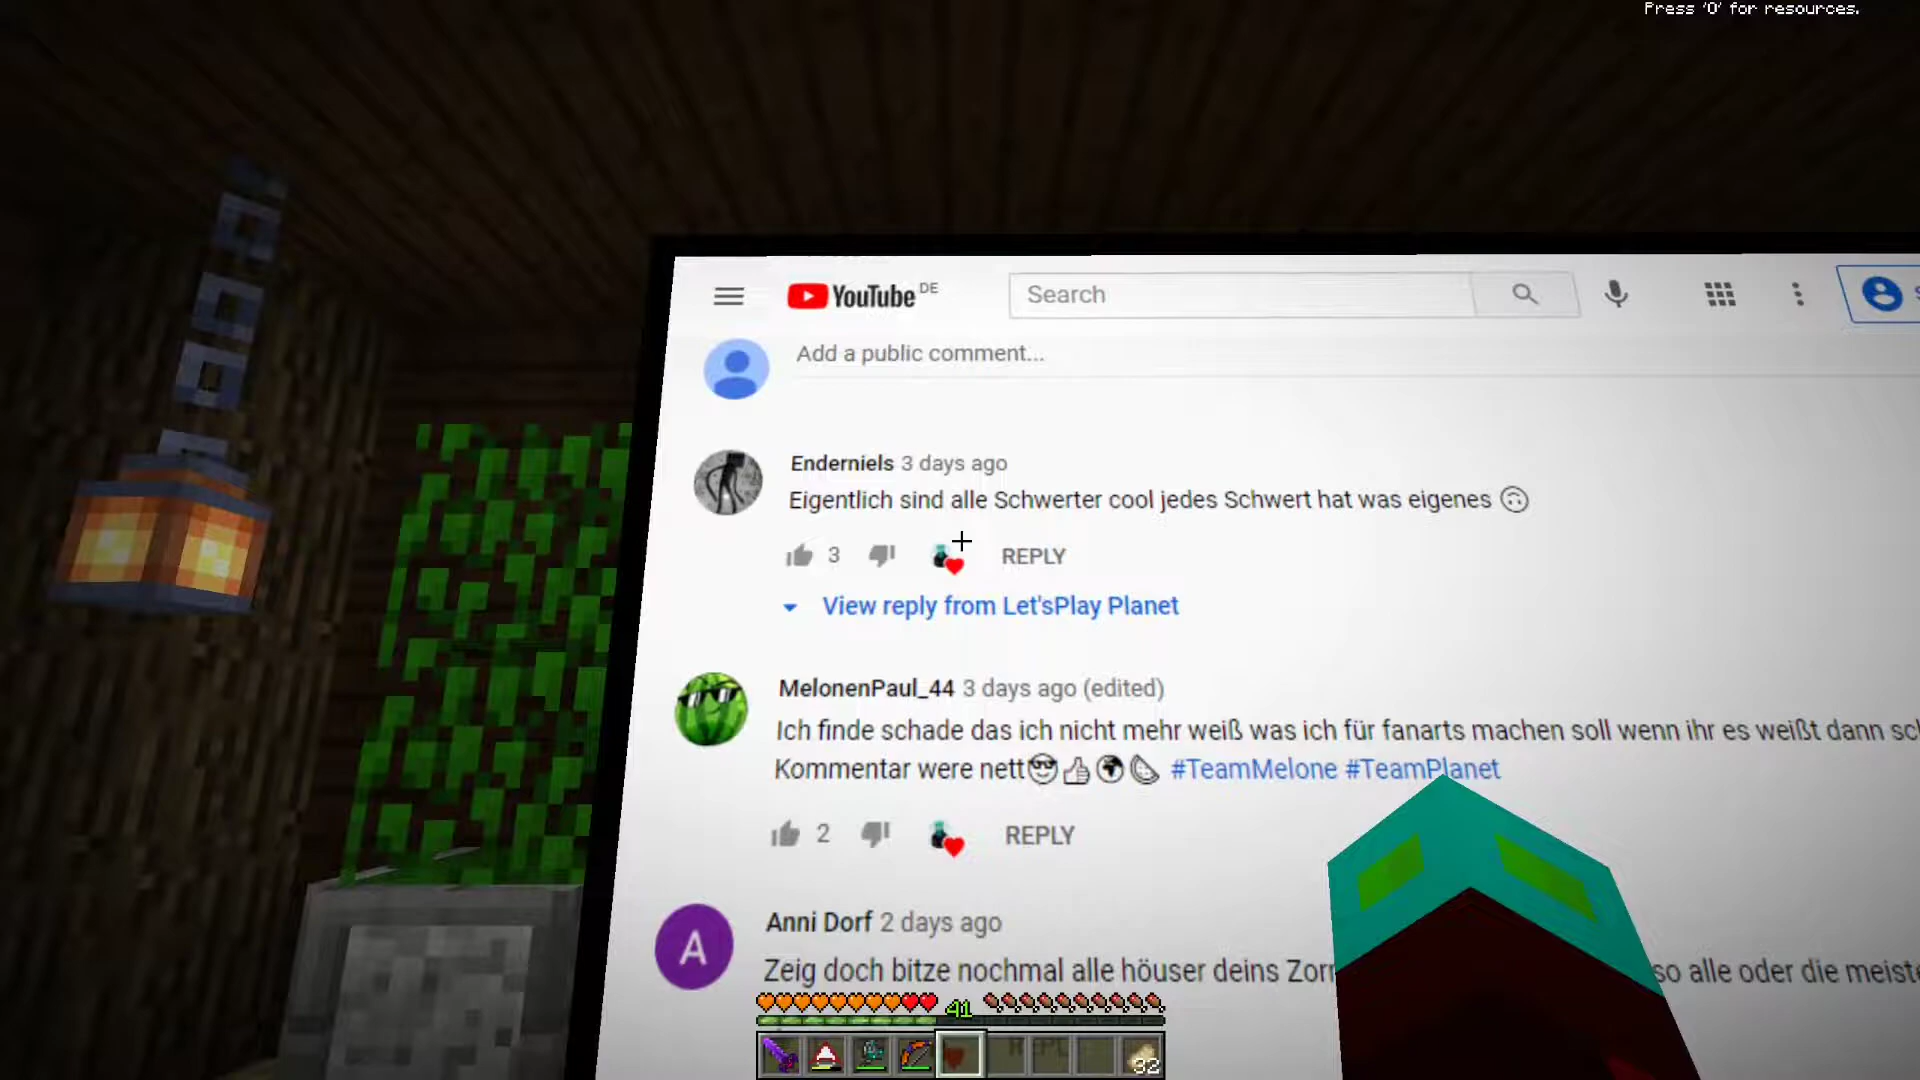 Press '0' for resources.
YouTube DE
Search
Add a public comment...
Enderniels 3 days ago
Eigentlich sind alle Schwerter cool jedes Schwert hat was eigenes 🙃
3 REPLY
View reply from Let'sPlay Planet
MelonenPaul_44 3 days ago (edited)
Ich finde schade das ich nicht mehr weiß was ich für fanarts machen soll wenn ihr es weißt dann
Kommentar were nett😎👍🌍🍉 #TeamMelone #TeamPlanet
2 REPLY
A
Anni Dorf 2 days ago
Zeig doch bitze nochmal alle höuser deins so alle oder die
41
32